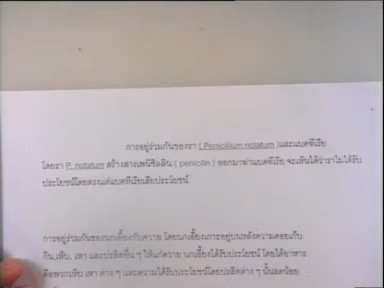 การอยู่ร่วมกันของรา ( Penicillium notatum )และแบคทีเรีย
โดยรา P. notatum สร้างสารเพนิซิลลิน ( penicilin ) ออกมาฆ่าแบคทีเรีย จะเห็นได้ว่าราไม่ได้รับ
ประโยชน์โดยตรงแต่แบคทีเรียเสียประโยชน์
การอยู่ร่วมกันของนกเอี้ยงกับควาย โดยนกเอี้ยงเกาะอยู่บนหลังควายคอยเก็บ
กิน,เห็บ, เหา และปรสิตอื่น ๆ ให้แก่ควาย นกเอี้ยงได้รับประโยชน์ โดยได้อาหาร
คือพวกเห็บ เหา ต่าง ๆ และควายได้รับประโยชน์โดยปรสิตต่าง ๆ นั้นลดน้อย